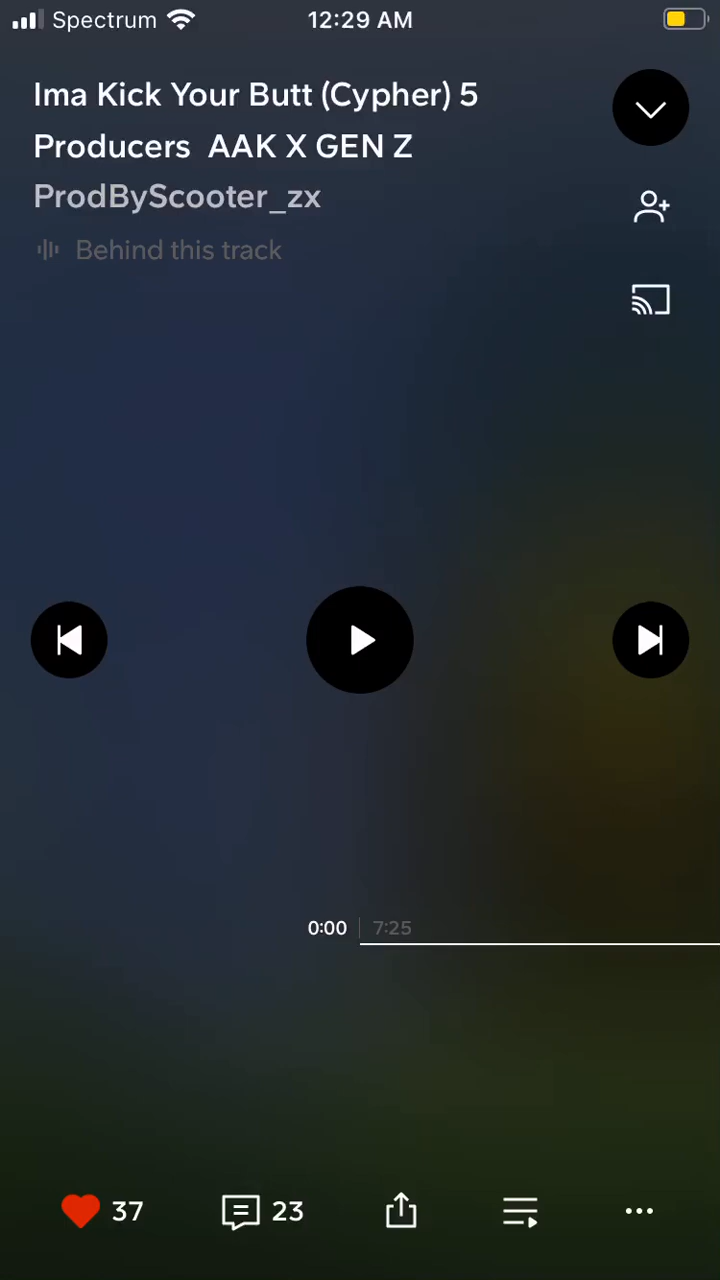 Spectrum 12:29 AM
Ima Kick Your Butt (Cypher) 5
Producers  AAK X GEN Z
ProdByScooter_zx
Behind this track
0:00 7:25
37 23